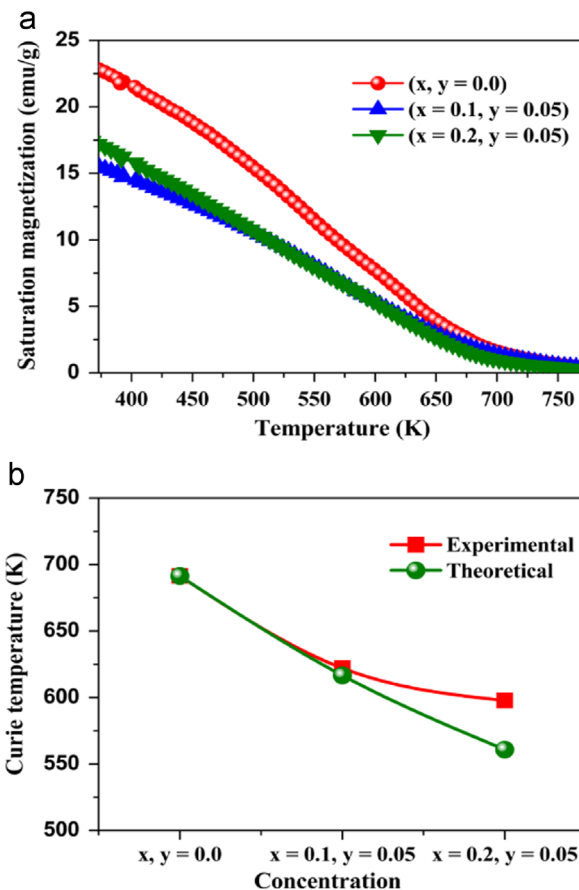 a
25
20
15
10
5
0
Saturation magnetization (emu/g)
(x, y = 0.0)
(x = 0.1, y = 0.05)
(x = 0.2, y = 0.05)
400 450 500 550 600 650 700 750
Temperature (K)
b
750
700
650
600
550
500
Curie temperature (K)
Experimental
Theoretical
x, y = 0.0 x = 0.1, y = 0.05 x = 0.2, y = 0.05
Concentration